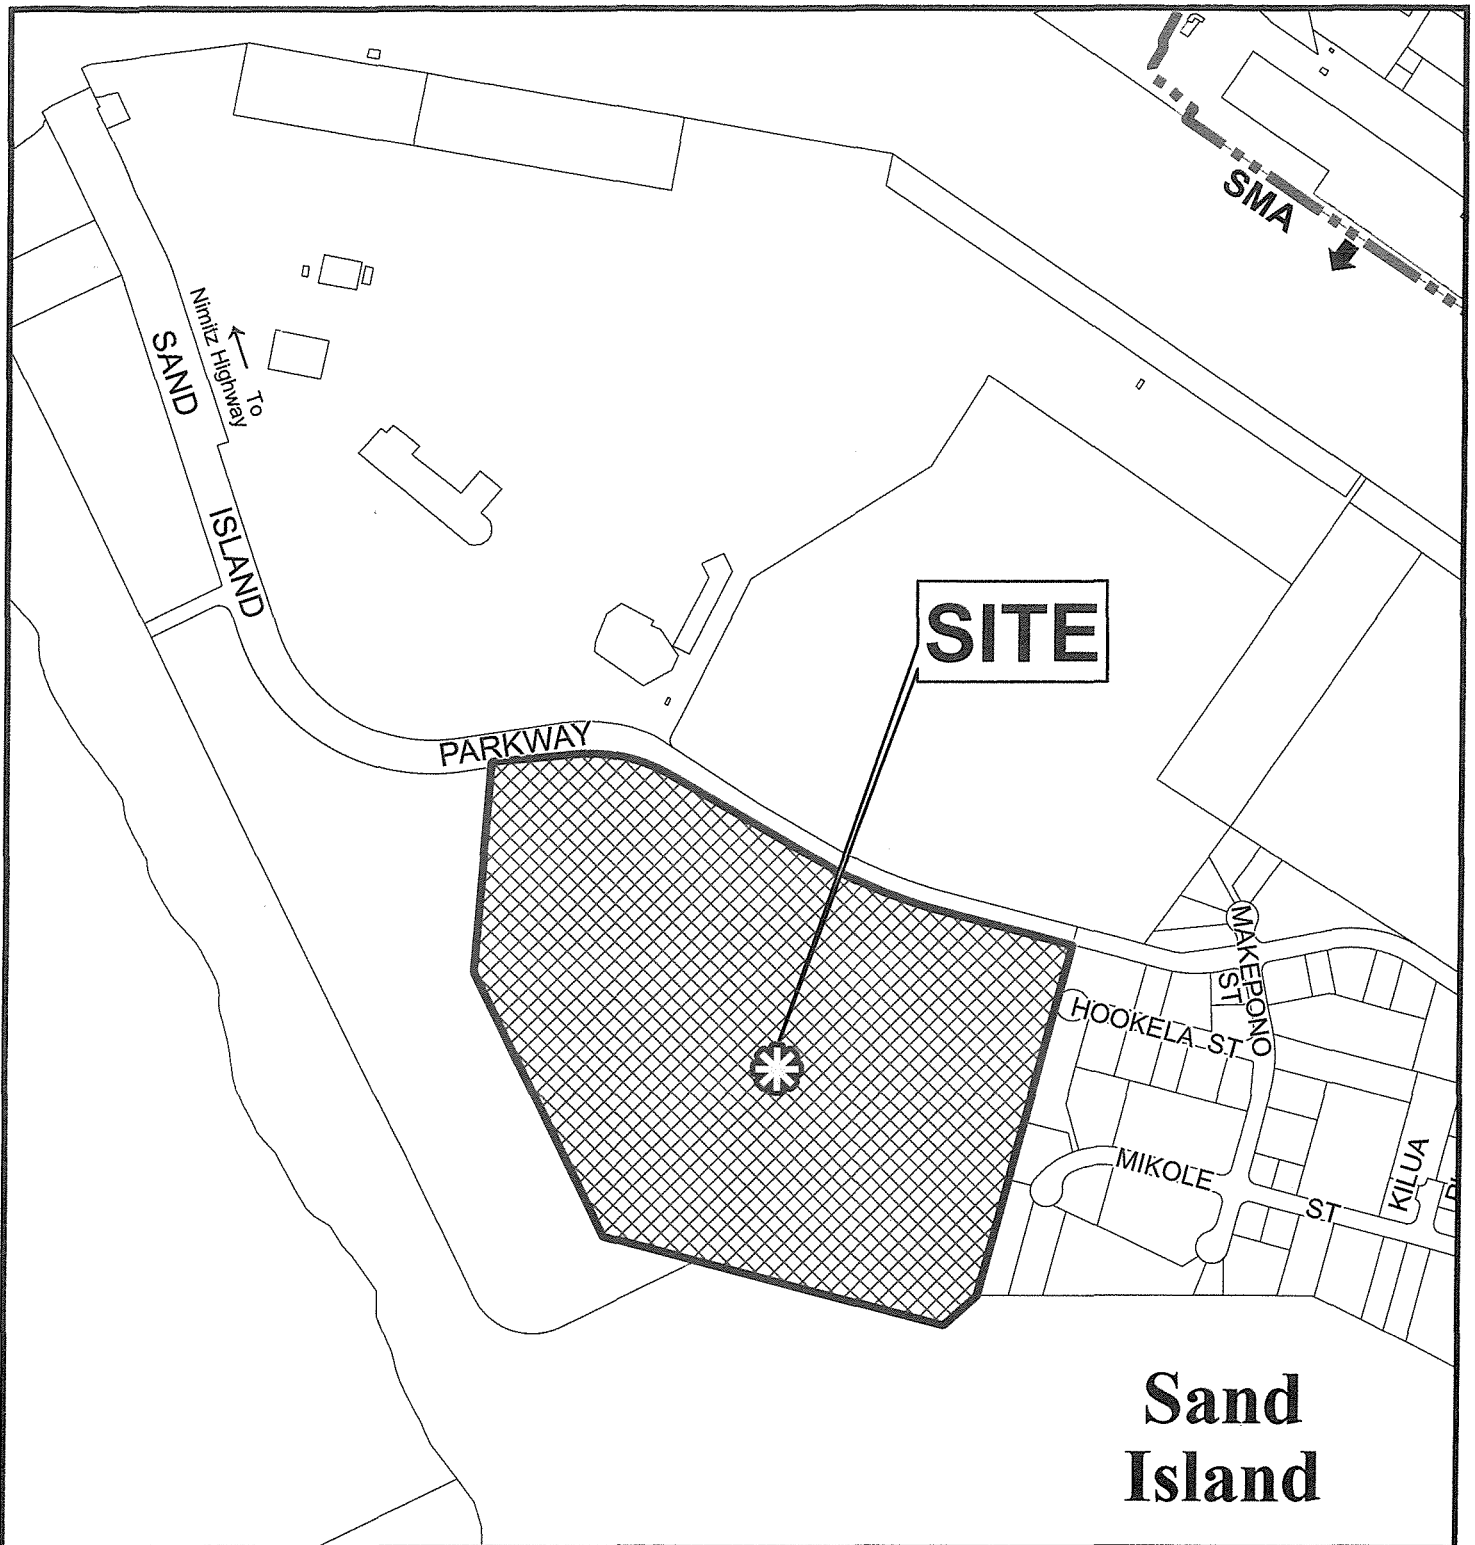 SMA
To
Nimitz Highway
SAND
ISLAND
PARKWAY
SITE
MAKEPONO
ST
HOOKELA ST
MIKOLE
ST
KILUA
Sand
Island